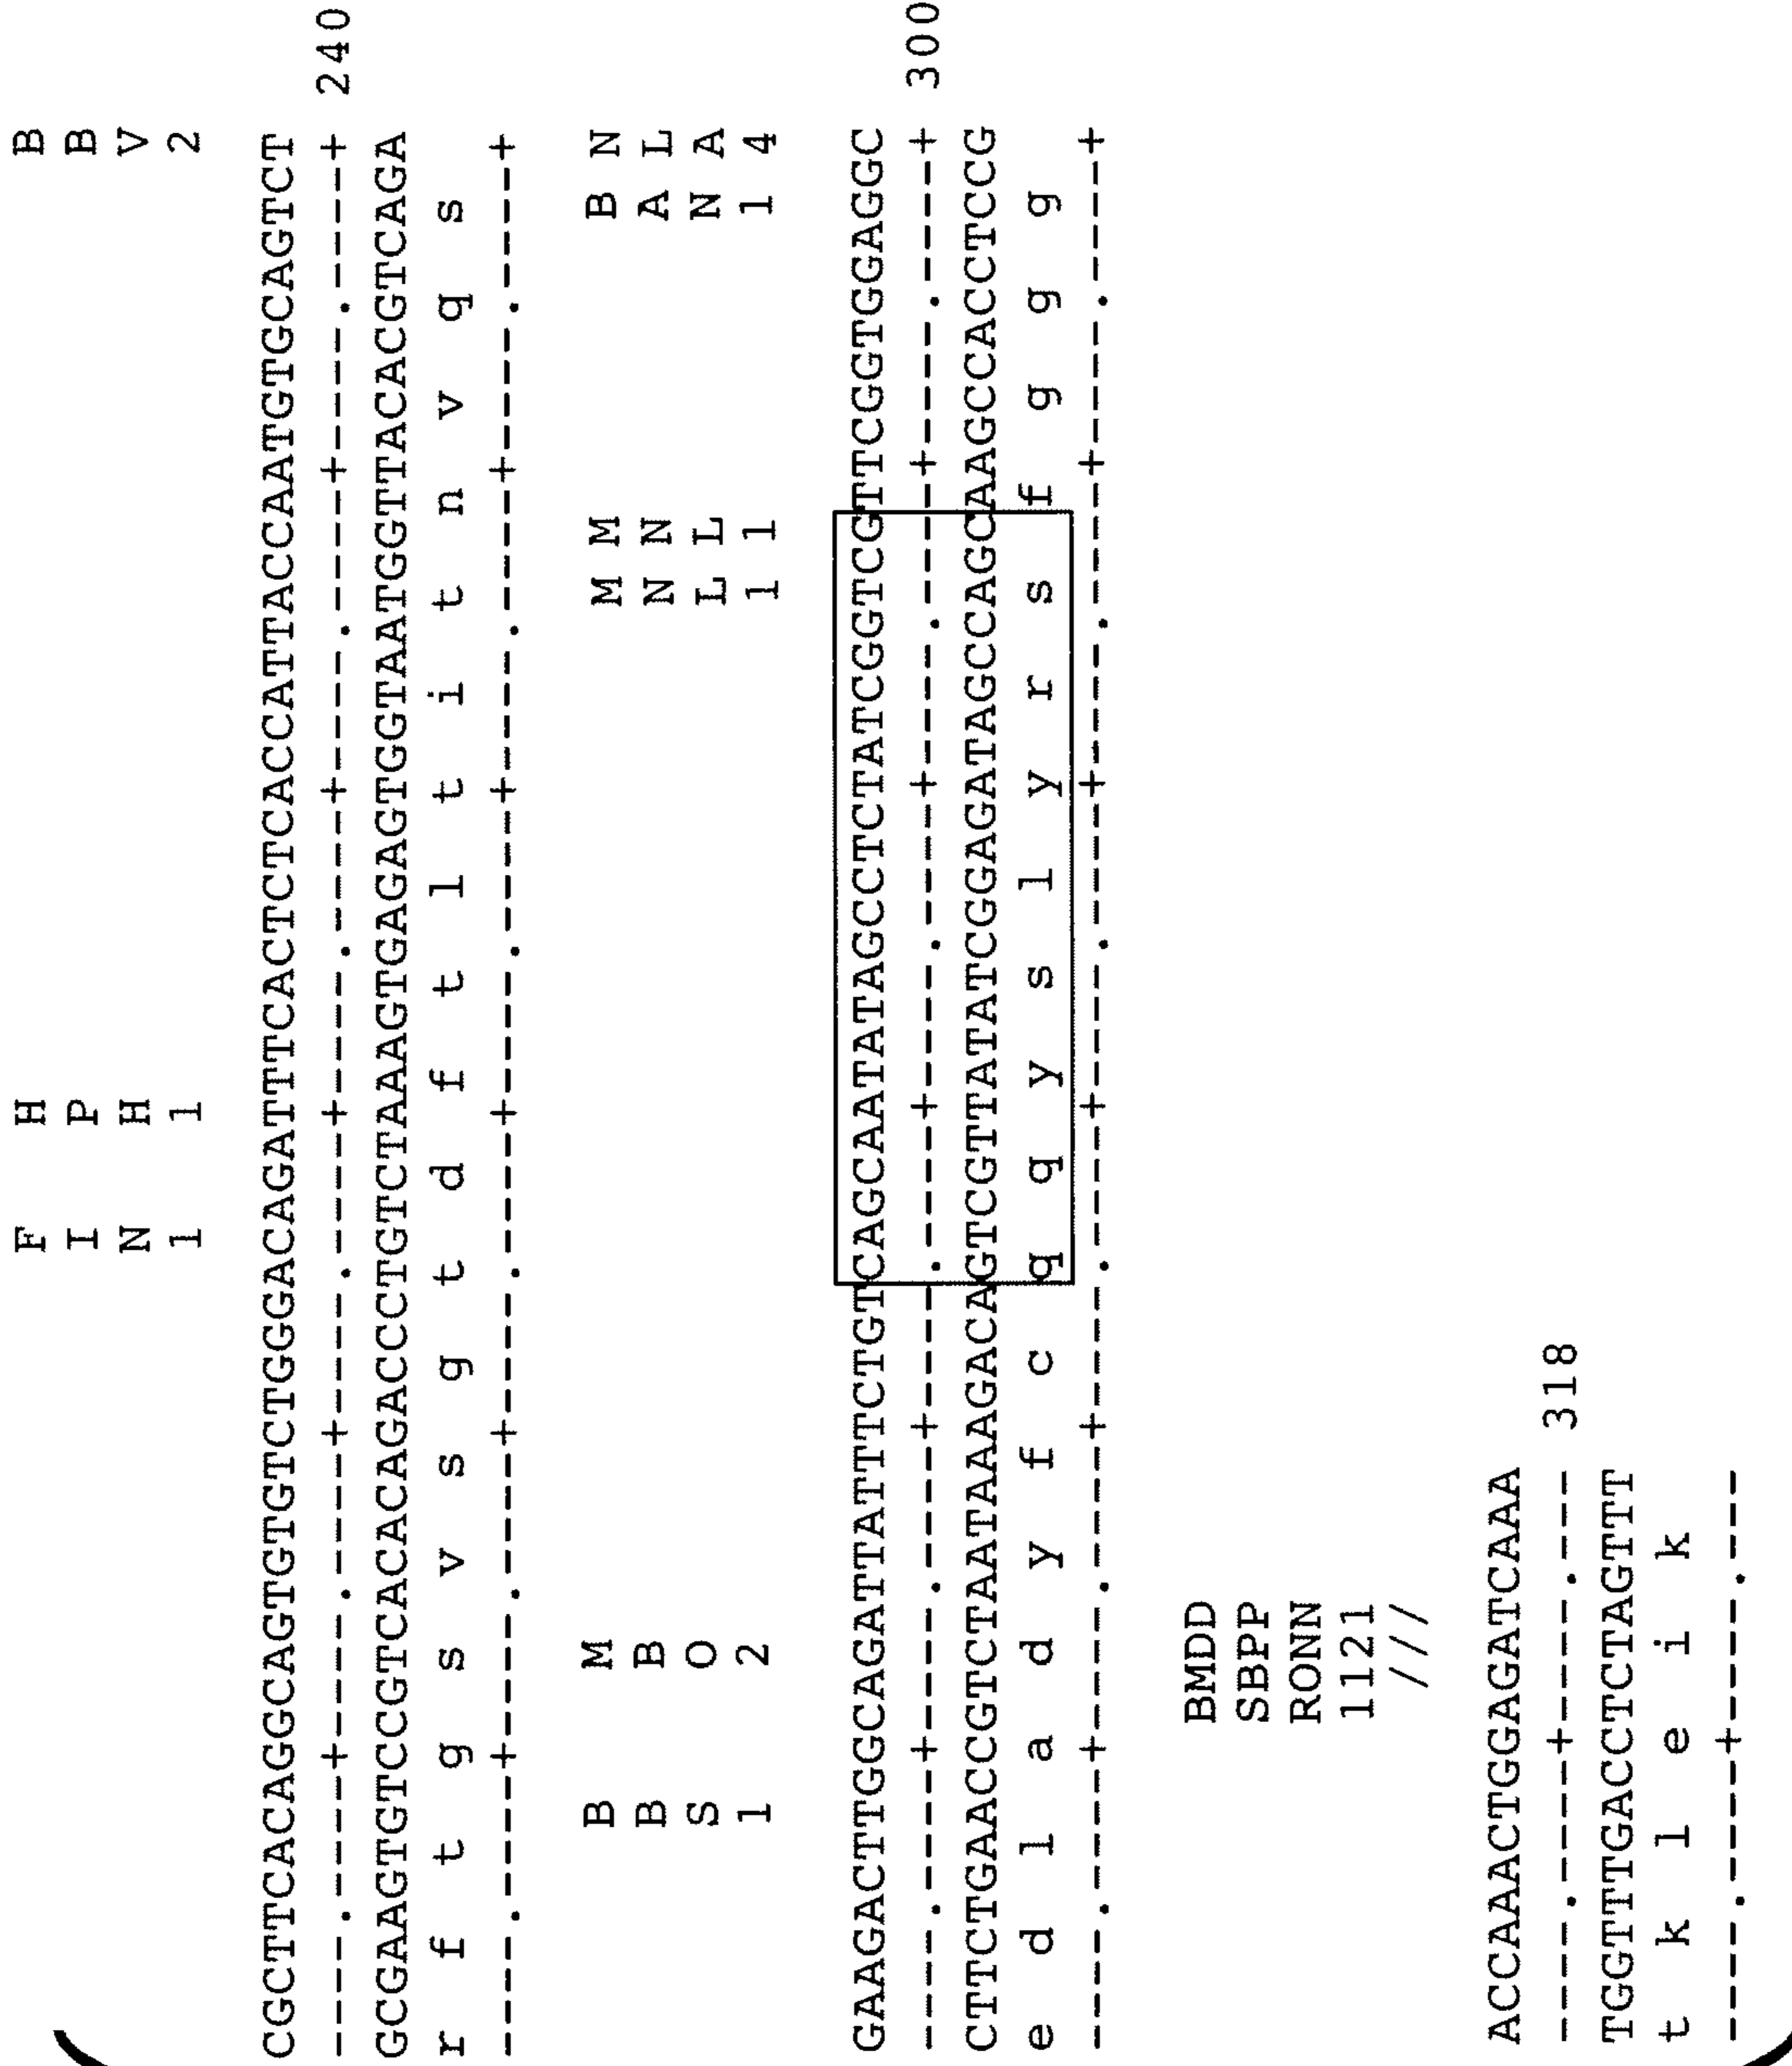 F H B
I P B
N H V
1 1 2
CGCTTCACAGGCAGTGTGTCTGGGACAGATTTCACTCTCACCATTACCAATGTGCAGTCT
----.----+----.----+----.----+----.----+----.----+----.----+ 240
GCGAAGTGTCCGTCACACAGACCCTGTCTAAAGTGAGAGTGGTAATGGTTACACGTCAGA
r f t g s v s g t d f t l t i t n v q s
----.----+----.----+----.----+----.----+----.----+----.----+
B M M M B N
B B N N A L
S O L L N A
1 2 1 1 1 4
GAAGACTTGGCAGATTATTTCTGTCAGCAATATAGCCTCTATCGGTCGTTCGGTGGAGGC
----.----+----.----+----.----+----.----+----.----+----.----+ 300
CTTCTGAACCGTCTAATAAAGACAGTCGTTATATCGGAGATAGCCAGCAAGCCACCTCCG
e d l a d y f c q q y s l y r s f g g g
----.----+----.----+----.----+----.----+----.----+----.----+
BMDD
SBPP
RONN
1121
///
ACCAAACTGGAGATCAAA
----.----+----.--- 318
TGGTTTGACCTCTAGTTT
t k l e i k
----.----+----.---